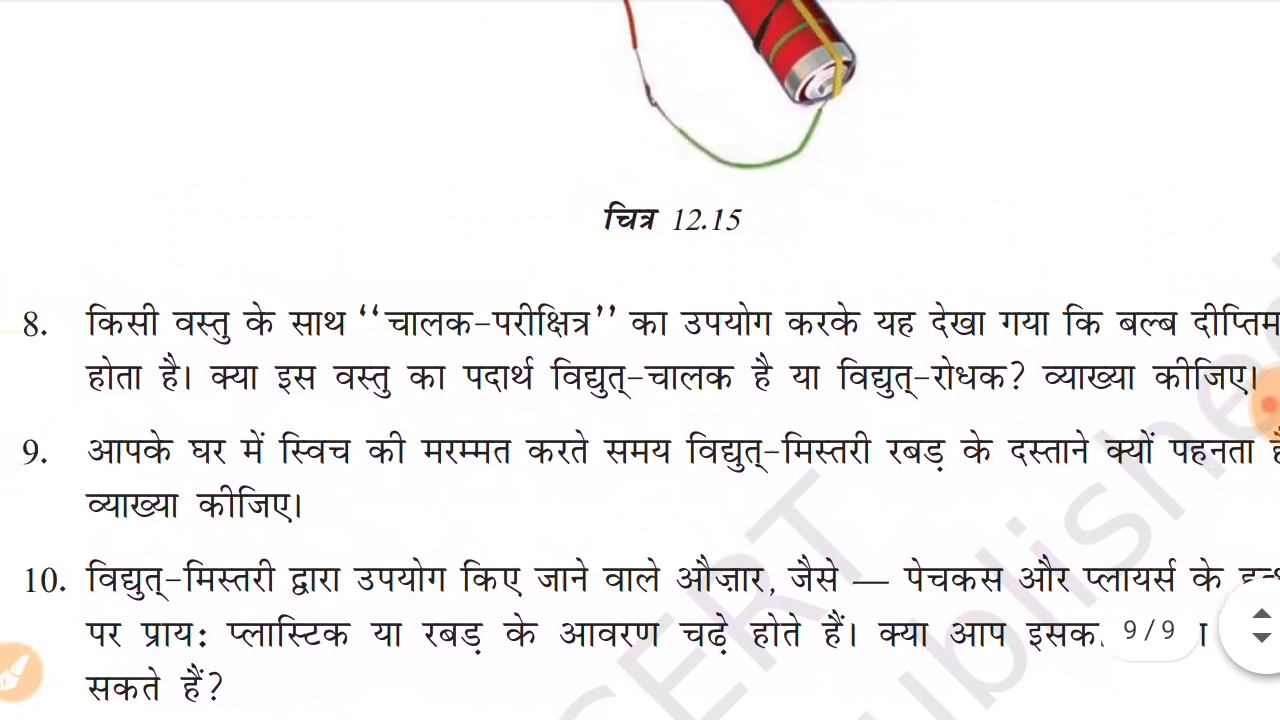 चित्र 12.15
8. किसी वस्तु के साथ ‘‘चालक-परीक्षित्र’’ का उपयोग करके यह देखा गया कि बल्ब
होता है। क्या इस वस्तु का पदार्थ विद्युत्-चालक है या विद्युत्-रोधक? व्याख्या कीजिए।
9. आपके घर में स्विच की मरम्मत करते समय विद्युत्-मिस्तरी रबड़ के दस्ताने क्यों पहनता
व्याख्या कीजिए।
10. विद्युत्-मिस्तरी द्वारा उपयोग किए जाने वाले औज़ार, जैसे — पेचकस और प्लायर्स के
पर प्राय: प्लास्टिक या रबड़ के आवरण चढ़े होते हैं। क्या आप
9/9
सकते हैं?